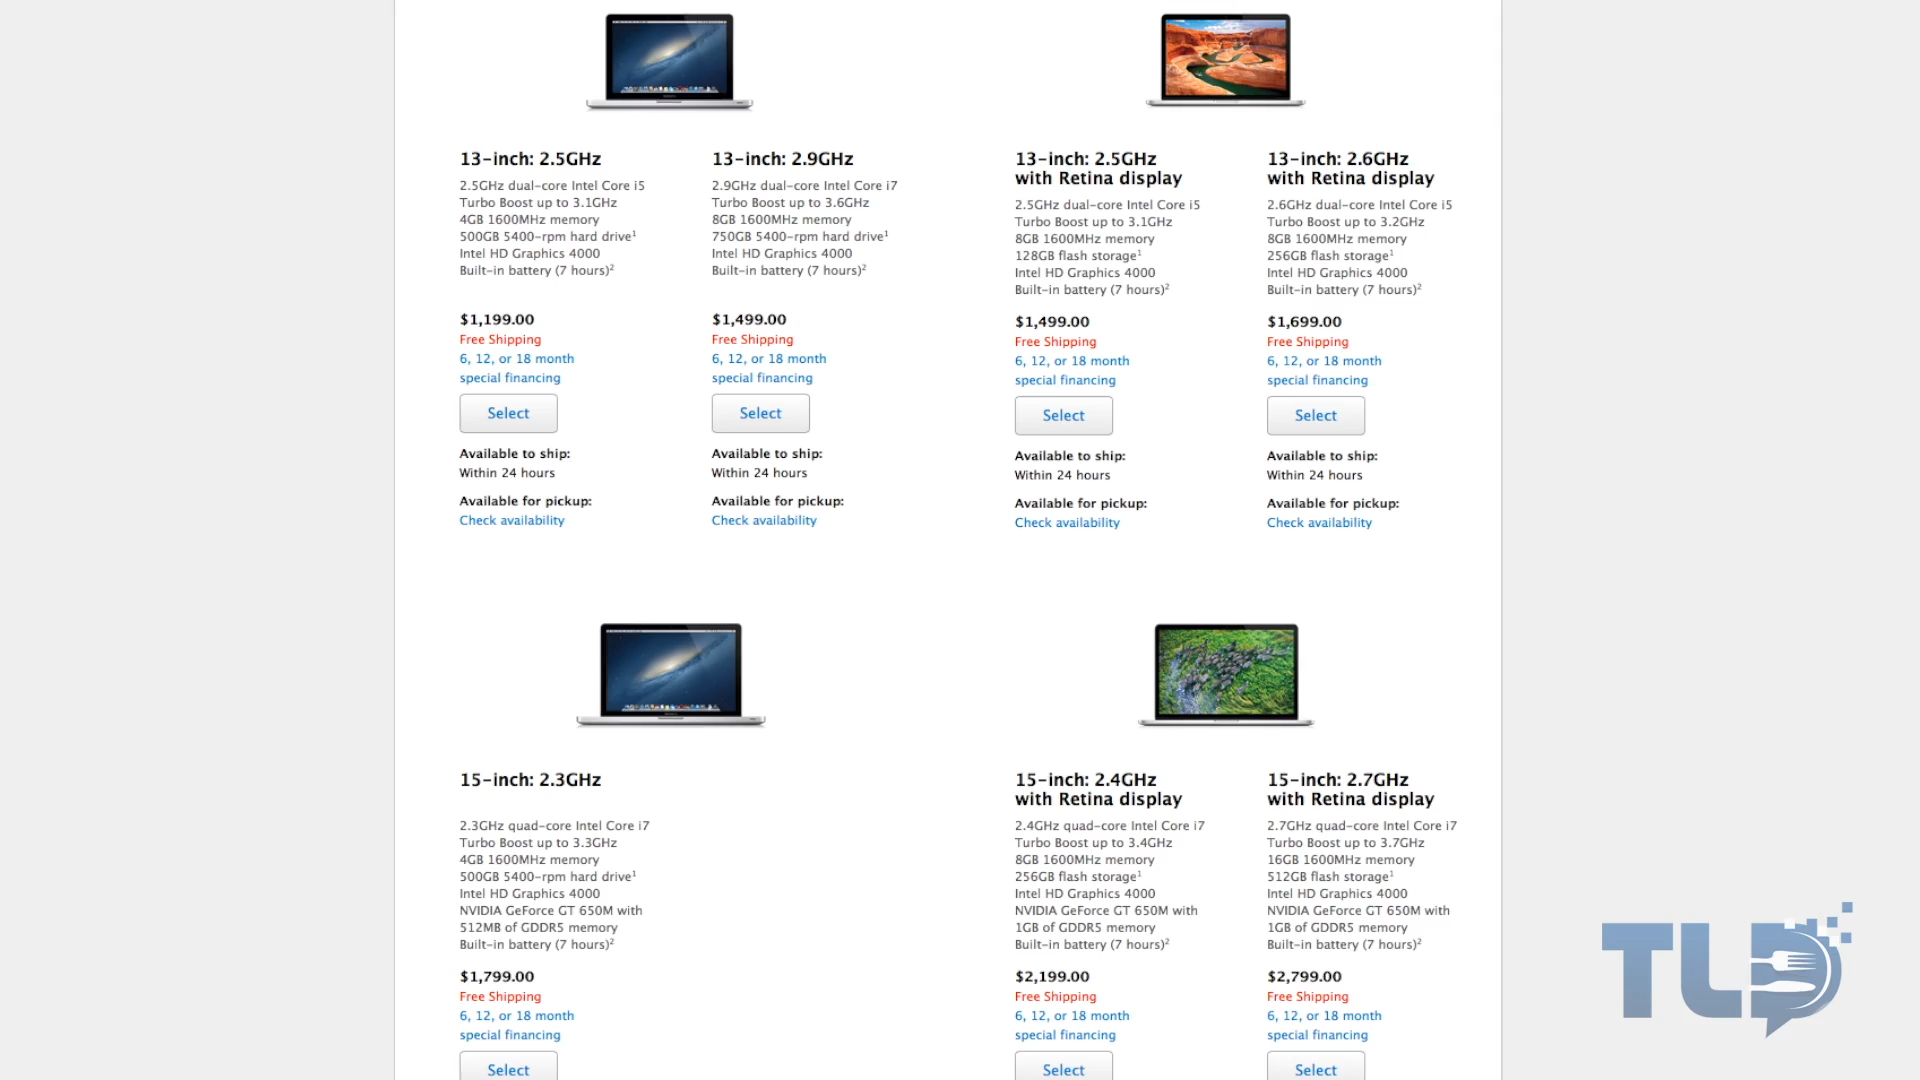 13-inch: 2.5GHz
2.5GHz dual-core Intel Core i5
Turbo Boost up to 3.1GHz
4GB 1600MHz memory
500GB 5400-rpm hard drive¹
Intel HD Graphics 4000
Built-in battery (7 hours)²
$1,199.00
Free Shipping
6, 12, or 18 month
special financing
Select
Available to ship:
Within 24 hours
Available for pickup:
Check availability
13-inch: 2.9GHz
2.9GHz dual-core Intel Core i7
Turbo Boost up to 3.6GHz
8GB 1600MHz memory
750GB 5400-rpm hard drive¹
Intel HD Graphics 4000
Built-in battery (7 hours)²
$1,499.00
Free Shipping
6, 12, or 18 month
special financing
Select
Available to ship:
Within 24 hours
Available for pickup:
Check availability
13-inch: 2.5GHz
with Retina display
2.5GHz dual-core Intel Core i5
Turbo Boost up to 3.1GHz
8GB 1600MHz memory
128GB flash storage¹
Intel HD Graphics 4000
Built-in battery (7 hours)²
$1,499.00
Free Shipping
6, 12, or 18 month
special financing
Select
Available to ship:
Within 24 hours
Available for pickup:
Check availability
13-inch: 2.6GHz
with Retina display
2.6GHz dual-core Intel Core i5
Turbo Boost up to 3.2GHz
8GB 1600MHz memory
256GB flash storage¹
Intel HD Graphics 4000
Built-in battery (7 hours)²
$1,699.00
Free Shipping
6, 12, or 18 month
special financing
Select
Available to ship:
Within 24 hours
Available for pickup:
Check availability
15-inch: 2.3GHz
2.3GHz quad-core Intel Core i7
Turbo Boost up to 3.3GHz
4GB 1600MHz memory
500GB 5400-rpm hard drive¹
Intel HD Graphics 4000
NVIDIA GeForce GT 650M with
512MB of GDDR5 memory
Built-in battery (7 hours)²
$1,799.00
Free Shipping
6, 12, or 18 month
special financing
Select
15-inch: 2.4GHz
with Retina display
2.4GHz quad-core Intel Core i7
Turbo Boost up to 3.4GHz
8GB 1600MHz memory
256GB flash storage¹
Intel HD Graphics 4000
NVIDIA GeForce GT 650M with
1GB of GDDR5 memory
Built-in battery (7 hours)²
$2,199.00
Free Shipping
6, 12, or 18 month
special financing
Select
15-inch: 2.7GHz
with Retina display
2.7GHz quad-core Intel Core i7
Turbo Boost up to 3.7GHz
16GB 1600MHz memory
512GB flash storage¹
Intel HD Graphics 4000
NVIDIA GeForce GT 650M with
1GB of GDDR5 memory
Built-in battery (7 hours)²
$2,799.00
Free Shipping
6, 12, or 18 month
special financing
Select
TLD